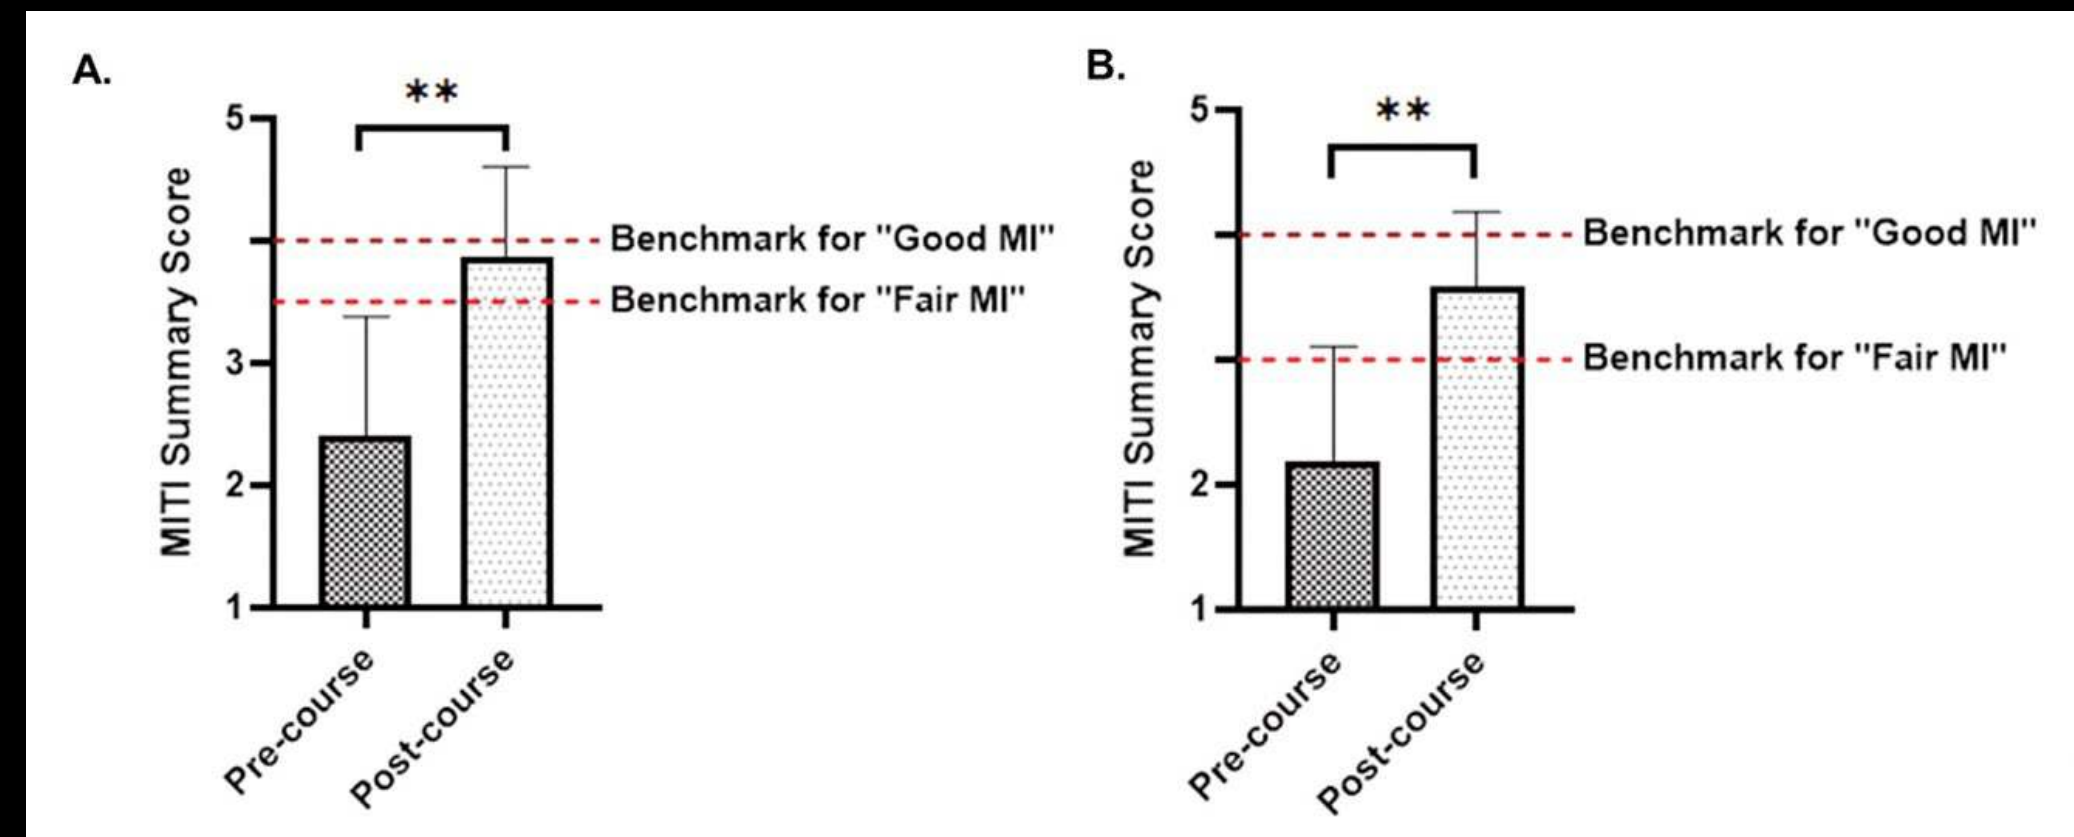 A.
**
5
3
2
1
MITI Summary Score
Benchmark for "Good MI"
Benchmark for "Fair MI"
Pre-course
Post-course
B.
**
5
2
1
MITI Summary Score
Benchmark for "Good MI"
Benchmark for "Fair MI"
Pre-course
Post-course